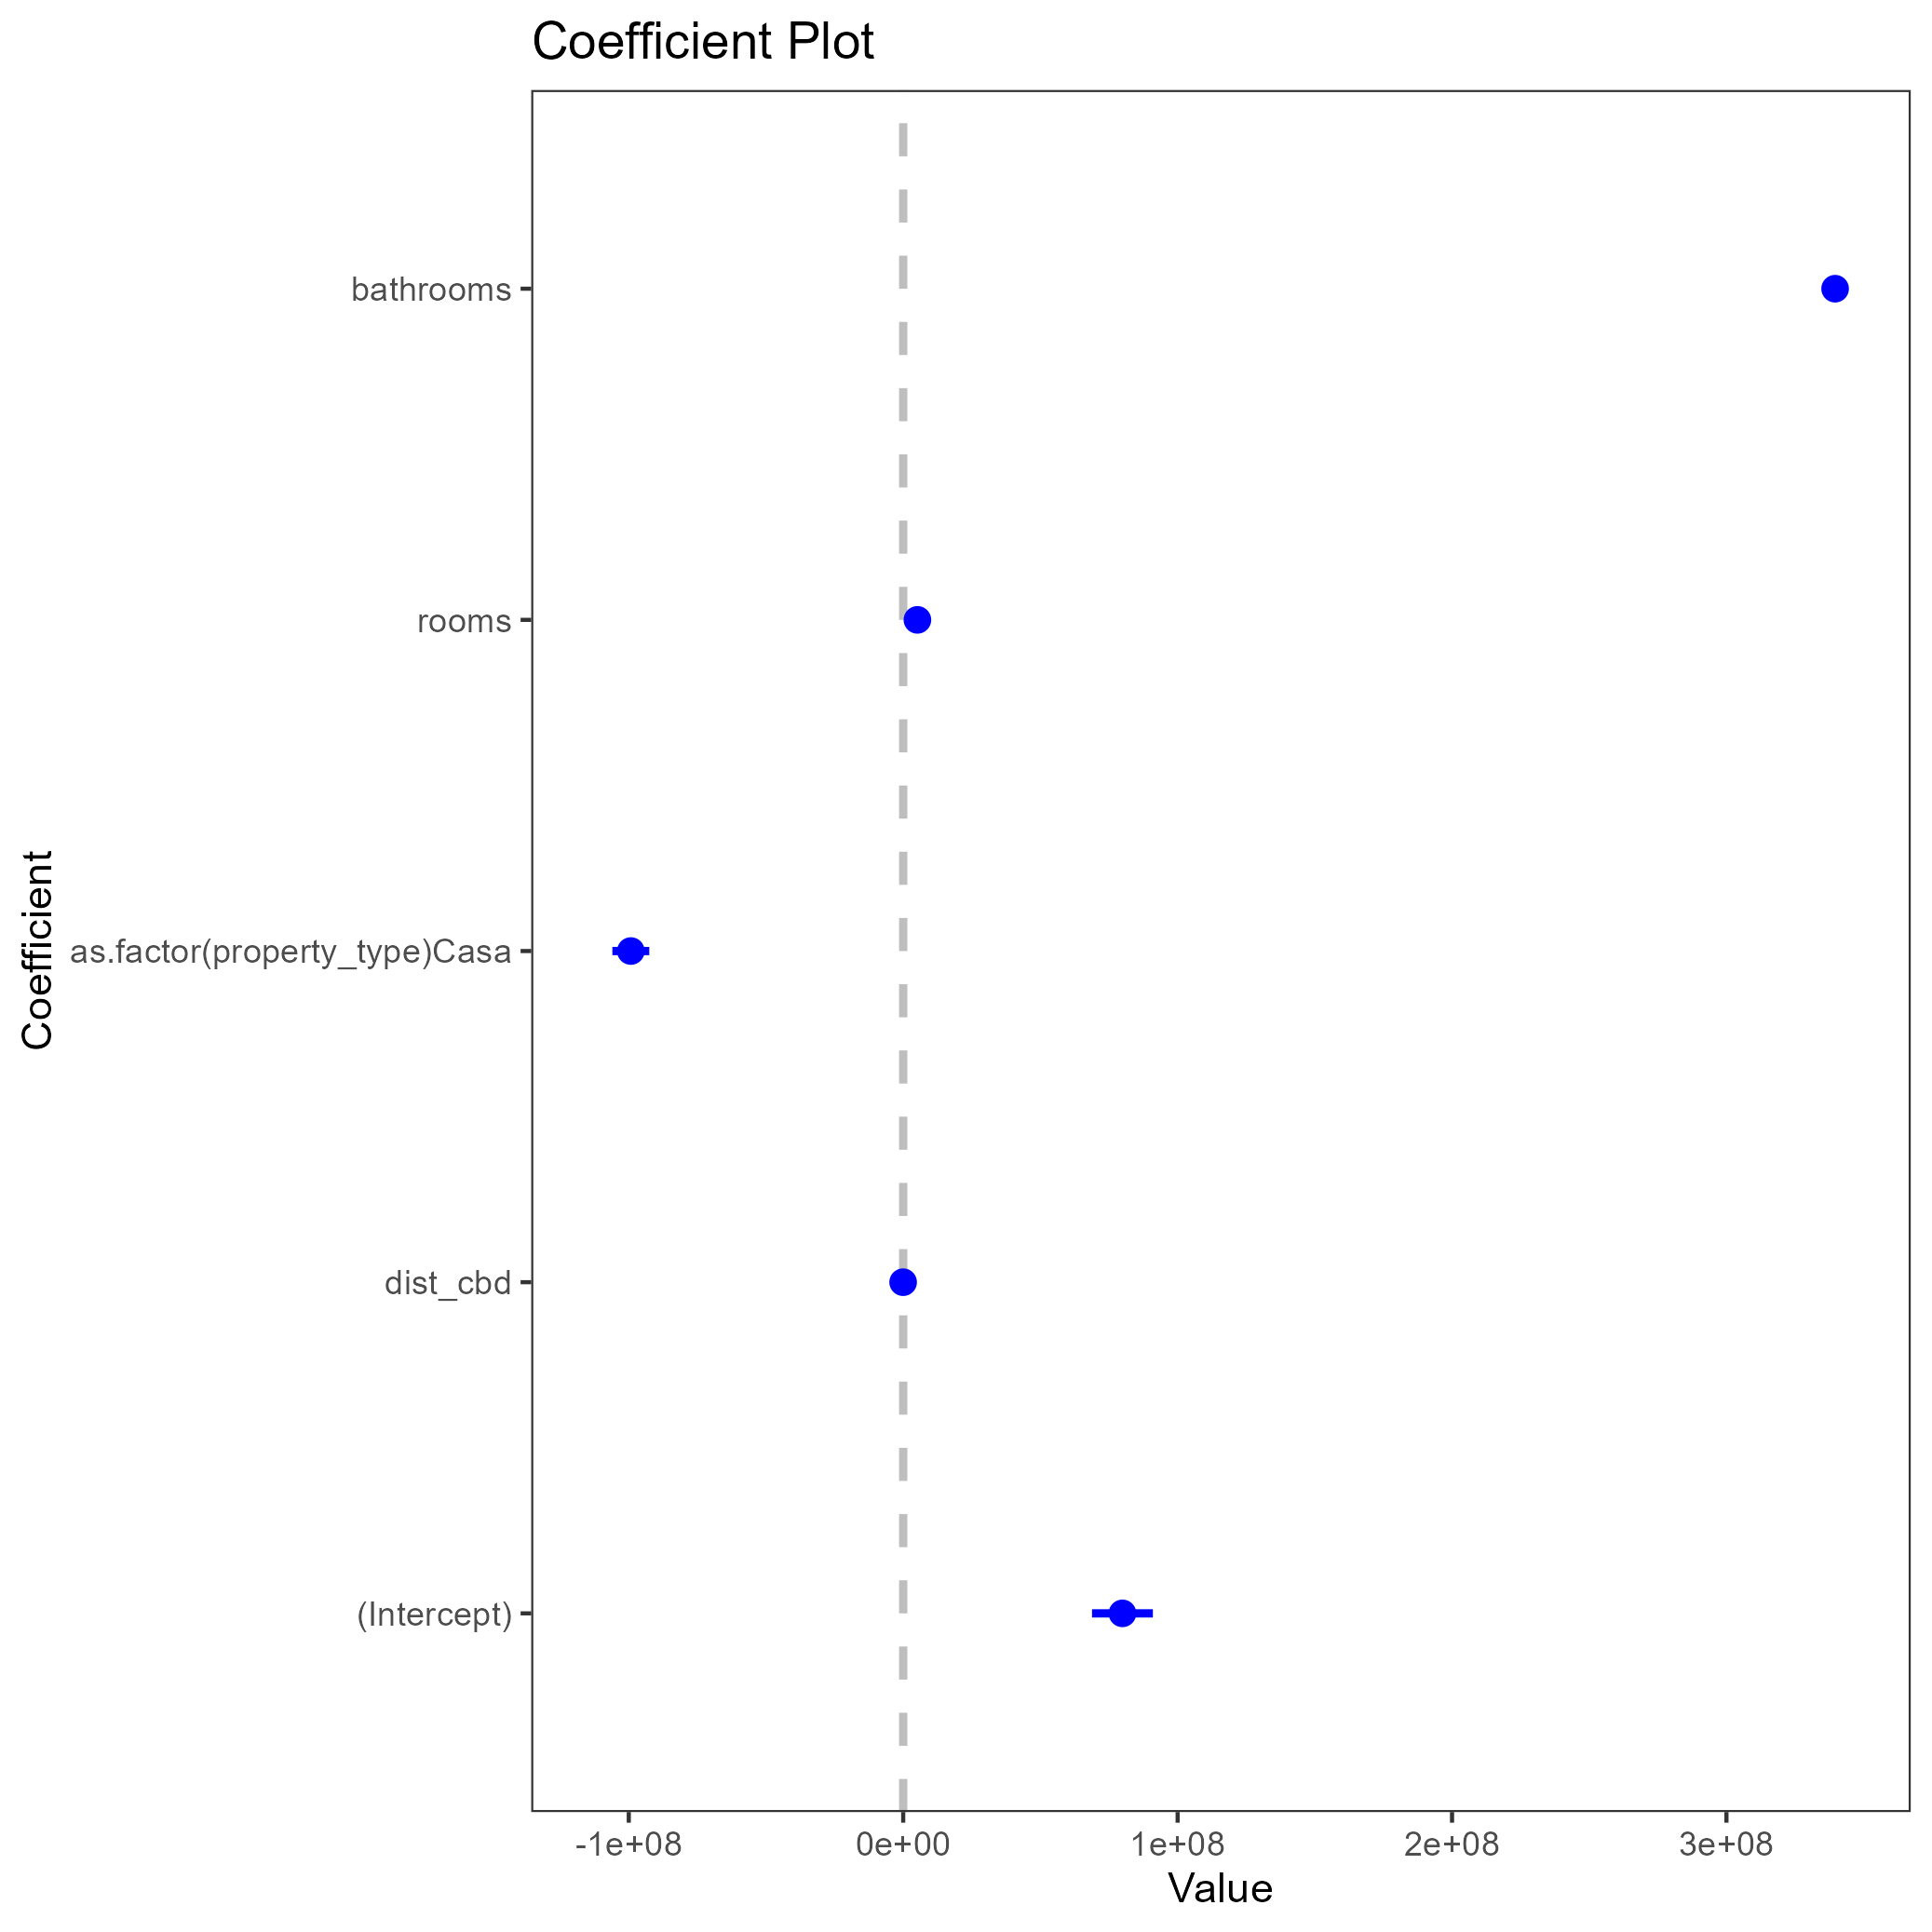 Coefficient Plot
Coefficient
bathrooms
rooms
as.factor(property_type)Casa
dist_cbd
(Intercept)
-1e+08 0e+00 1e+08 2e+08 3e+08
Value